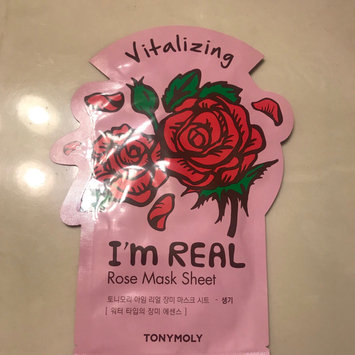 Vitalizing
I'm REAL
Rose Mask Sheet
토니모리 아임 리얼 장미 마스크 시트 - 생기
[ 워터 타입의 장미 에센스 ]
TONYMOLY